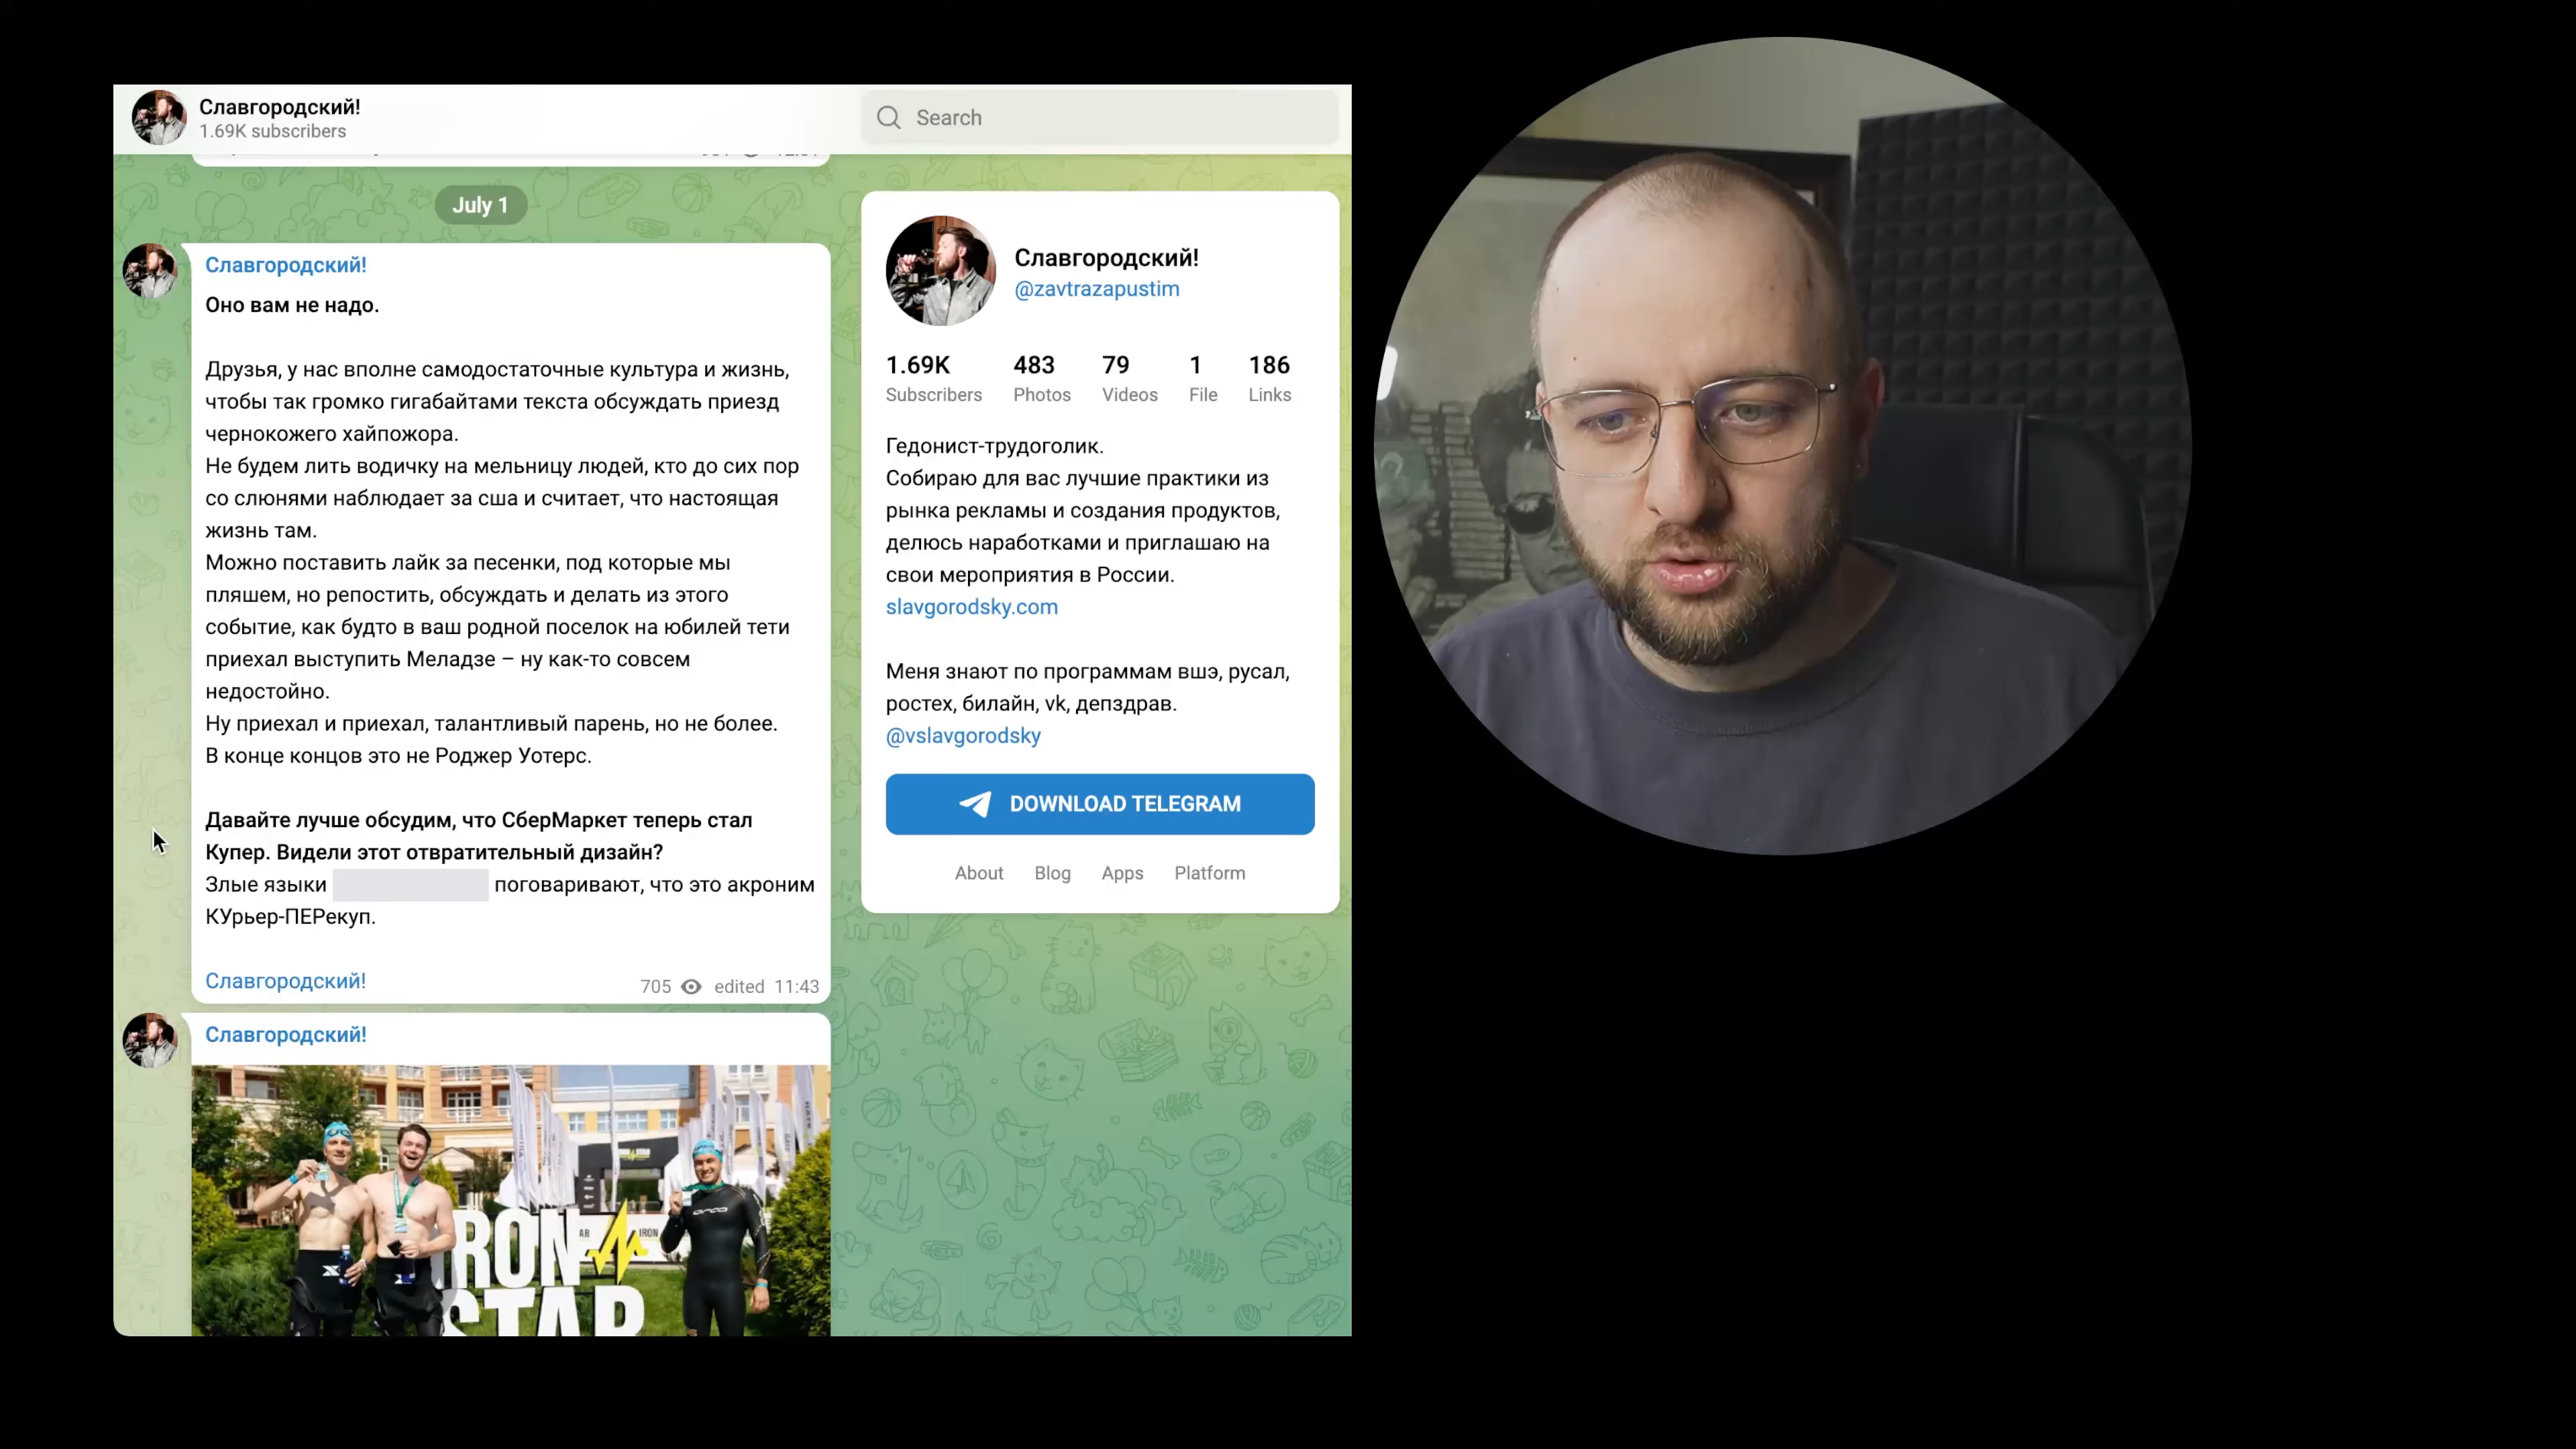 Славгородский!
1.69K subscribers
Search
July 1
Славгородский!
Оно вам не надо.
Друзья, у нас вполне самодостаточные культура и жизнь,
чтобы так громко гигабайтами текста обсуждать приезд
чернокожего хайпожора.
Не будем лить водичку на мельницу людей, кто до сих пор
со слюнями наблюдает за сша и считает, что настоящая
жизнь там.
Можно поставить лайк за песенки, под которые мы
пляшем, но репостить, обсуждать и делать из этого
событие, как будто в ваш родной поселок на юбилей тети
приехал выступить Меладзе – ну как-то совсем
недостойно.
Ну приехал и приехал, талантливый парень, но не более.
В конце концов это не Роджер Уотерс.
Давайте лучше обсудим, что СберМаркет теперь стал
Купер. Видели этот отвратительный дизайн?
Злые языки поговаривают, что это акроним
КУрьер-ПЕРекуп.
Славгородский!
705 edited 11:43
Славгородский!
IRON
STAR
orca
IRON
Славгородский!
@zavtrazapustim
1.69K 483 79 1 186
Subscribers Photos Videos File Links
Гедонист-трудоголик.
Собираю для вас лучшие практики из
рынка рекламы и создания продуктов,
делюсь наработками и приглашаю на
свои мероприятия в России.
slavgorodsky.com
Меня знают по программам вшэ, русал,
ростех, билайн, vk, депздрав.
@vslavgorodsky
DOWNLOAD TELEGRAM
About Blog Apps Platform